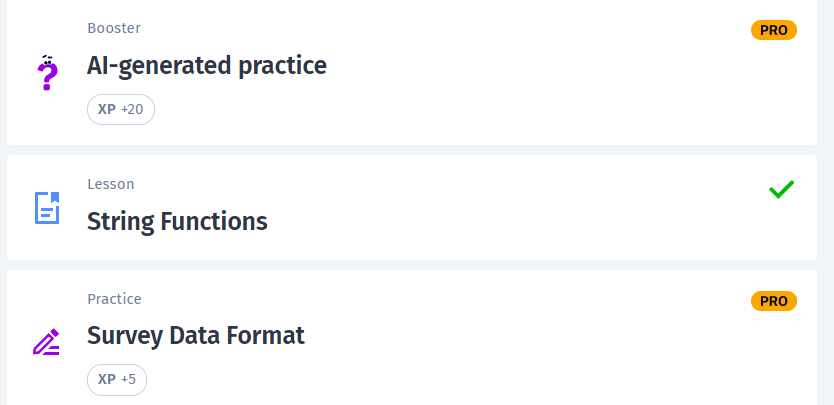 Booster
PRO
AI-generated practice
XP +20
Lesson
String Functions
Practice
PRO
Survey Data Format
XP +5